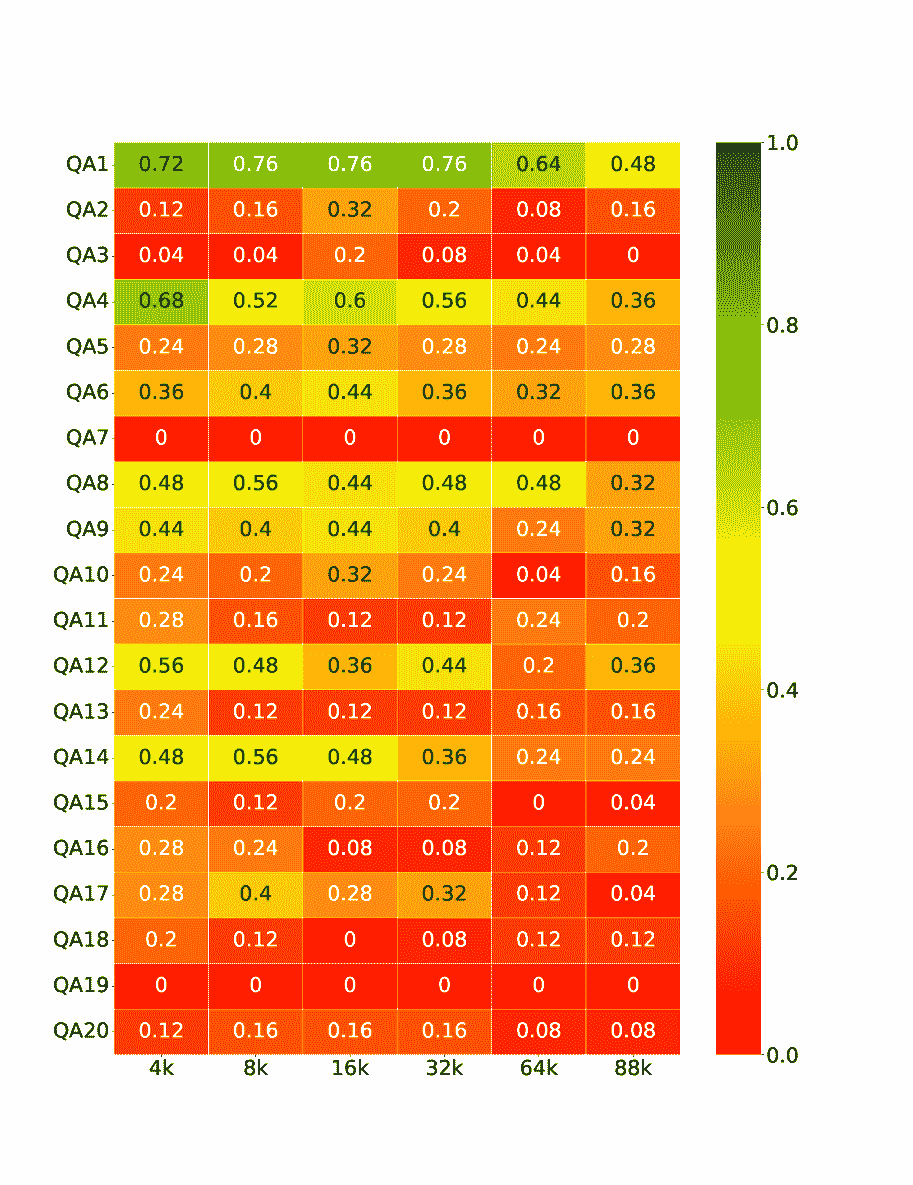 1.0
QA1 0.72 0.76 0.76 0.76 0.64 0.48
QA2 0.12 0.16 0.32 0.2 0.08 0.16
QA3 0.04 0.04 0.2 0.08 0.04 0
QA4 0.68 0.52 0.6 0.56 0.44 0.36
0.8
QA5 0.24 0.28 0.32 0.28 0.24 0.28
QA6 0.36 0.4 0.44 0.36 0.32 0.36
QA7 0 0 0 0 0 0
QA8 0.48 0.56 0.44 0.48 0.48 0.32
0.6
QA9 0.44 0.4 0.44 0.4 0.24 0.32
QA10 0.24 0.2 0.32 0.24 0.04 0.16
QA11 0.28 0.16 0.12 0.12 0.24 0.2
QA12 0.56 0.48 0.36 0.44 0.2 0.36
0.4
QA13 0.24 0.12 0.12 0.12 0.16 0.16
QA14 0.48 0.56 0.48 0.36 0.24 0.24
QA15 0.2 0.12 0.2 0.2 0 0.04
QA16 0.28 0.24 0.08 0.08 0.12 0.2
0.2
QA17 0.28 0.4 0.28 0.32 0.12 0.04
QA18 0.2 0.12 0 0.08 0.12 0.12
QA19 0 0 0 0 0 0
QA20 0.12 0.16 0.16 0.16 0.08 0.08
0.0
4k 8k 16k 32k 64k 88k